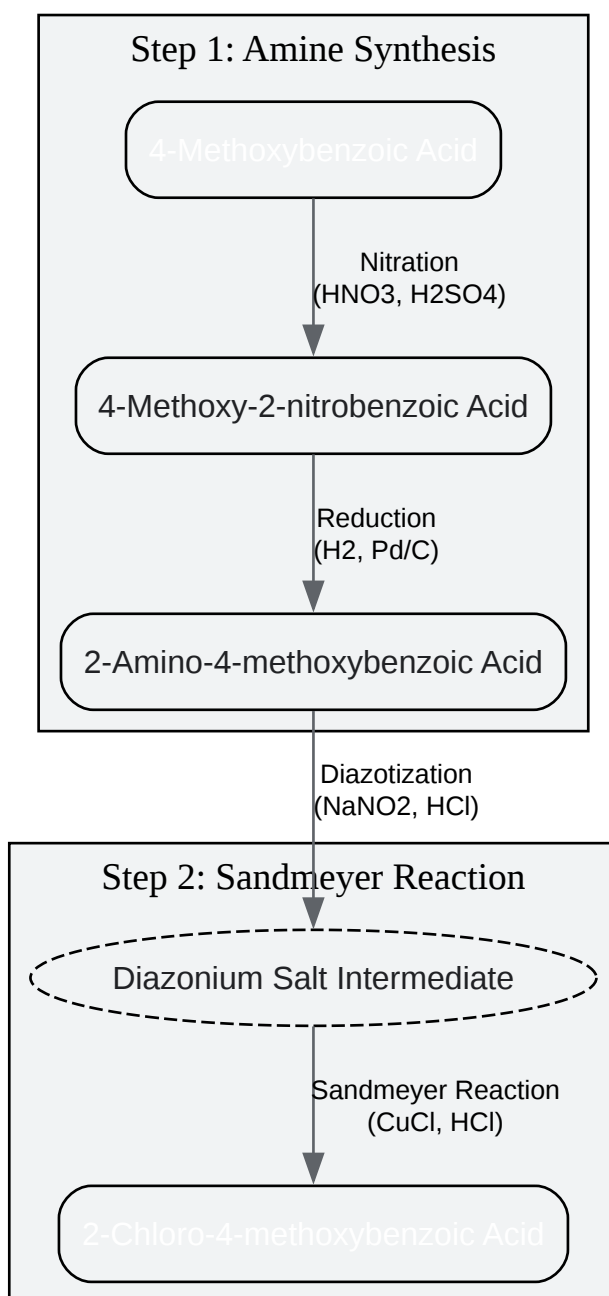 Step 1: Amine Synthesis
4-Methoxybenzoic Acid
Nitration
(HNO3, H2SO4)
4-Methoxy-2-nitrobenzoic Acid
Reduction
(H2, Pd/C)
2-Amino-4-methoxybenzoic Acid
Diazotization
(NaNO2, HCl)
Step 2: Sandmeyer Reaction
Diazonium Salt Intermediate
Sandmeyer Reaction
(CuCl, HCl)
2-Chloro-4-methoxybenzoic Acid